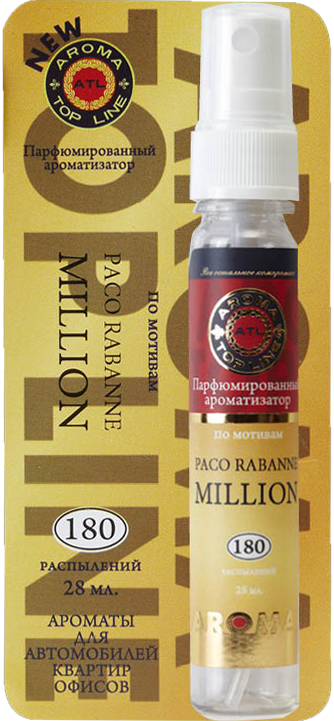 NEW
AROMA
ATL
TOP LINE
Парфюмированный
ароматизатор
TOP LINE
AROMA
по мотивам
PACO RABANNE
MILLION
180
РАСПЫЛЕНИЙ
28 мл.
АРОМАТЫ
ДЛЯ
АВТОМОБИЛЕЙ
КВАРТИР
ОФИСОВ
Все остальное
AROMA
ATL
TOP LINE
Парфюмированный
ароматизатор
по мотивам
PACO RABANNE
MILLION
180
РАСПЫЛЕНИЙ
28 мл.
AROMA